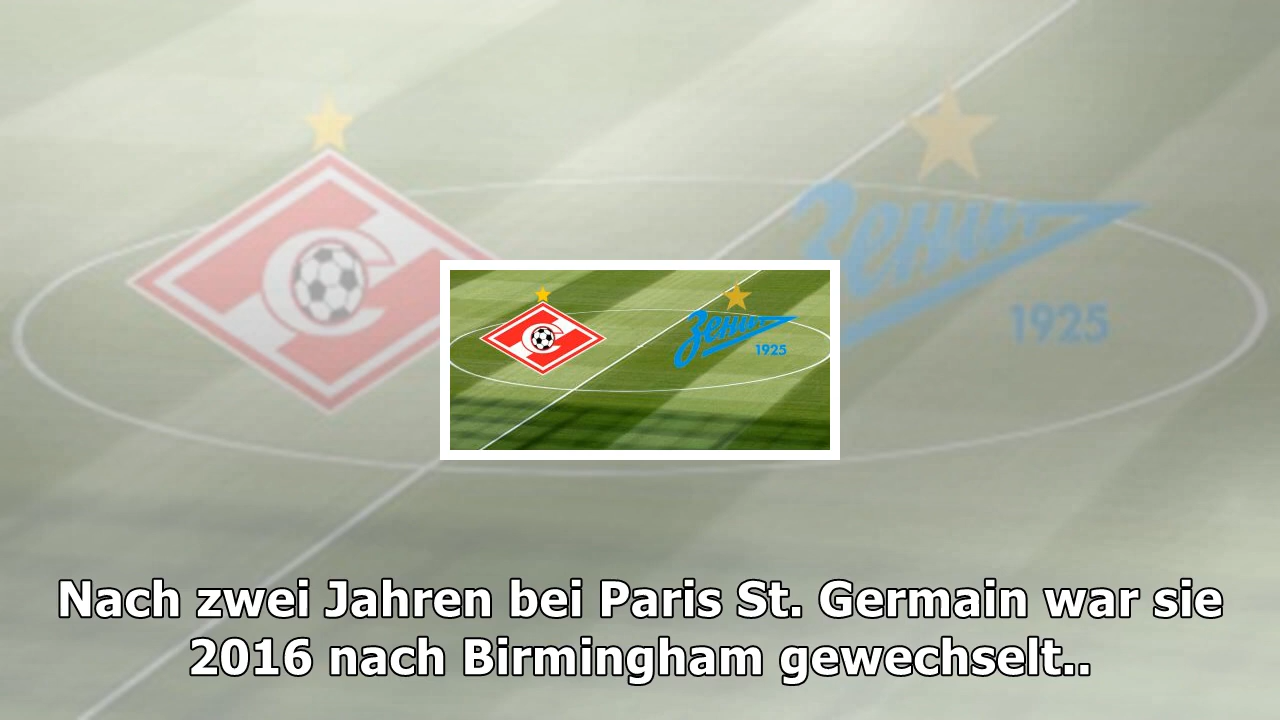 Зенит
1925
Зенит
1925
Nach zwei Jahren bei Paris St. Germain war sie
2016 nach Birmingham gewechselt..